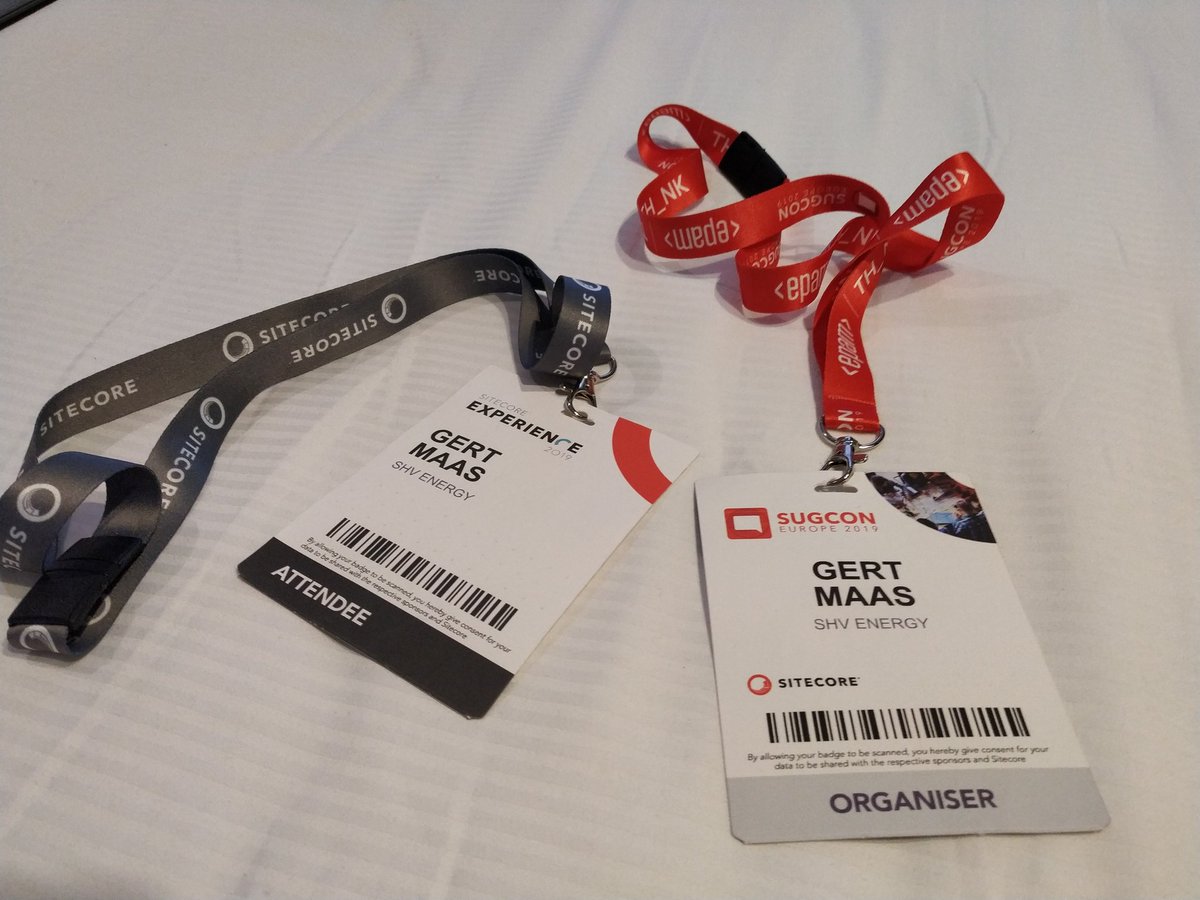 SITECORE
EXPERIENCE
2019
GERT
MAAS
SHV ENERGY
By allowing your badge to be scanned, you hereby give consent for your
data to be shared with the respective sponsors and Sitecore
ATTENDEE
SITECORE
SITECORE
SITECORE
SITECORE
SITECORE
<epam>
SUGCON
EUROPE 2019
<epam>
<epam>
<epam>
SUGCON
EUROPE 2019
GERT
MAAS
SHV ENERGY
SITECORE
By allowing your badge to be scanned, you hereby give consent for your
data to be shared with the respective sponsors and Sitecore
ORGANISER